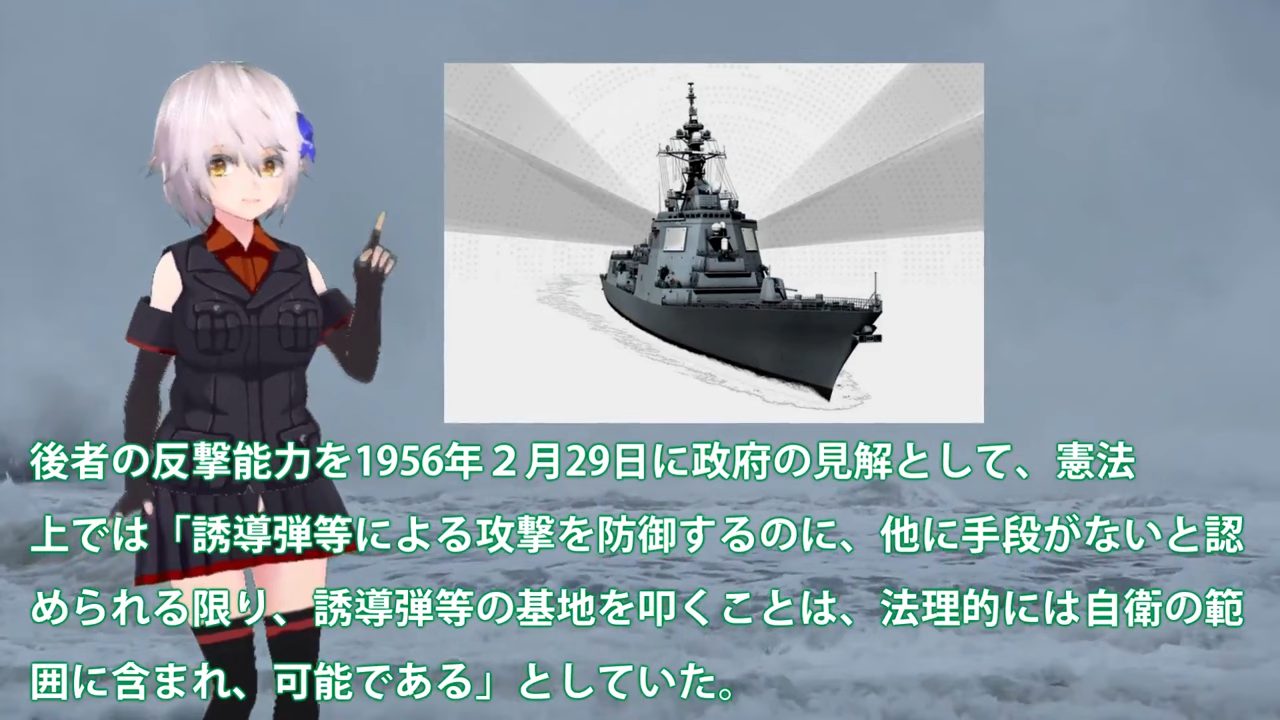 後者の反撃能力を1956年２月29日に政府の見解として、憲法
上では「誘導弾等による攻撃を防御するのに、他に手段がないと認
められる限り、誘導弾等の基地を叩くことは、法理的には自衛の範
囲に含まれ、可能である」としていた。